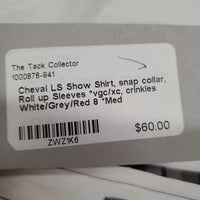 The Tack Collector
1000876-941
Cheval LS Show Shirt, snap collar,
Roll up Sleeves *vgc/xc, crinkles
White/Grey/Red 8 *Med
$60.00
ZWZ1K6